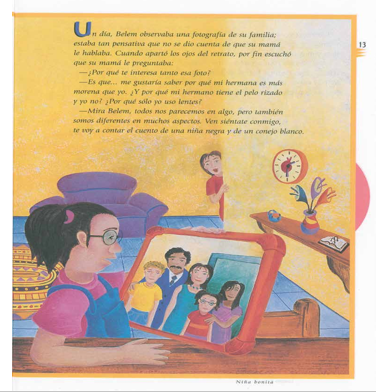 Un día, Belem observaba una fotografía de su familia;
estaba tan pensativa que no se dio cuenta de que su mamá
le hablaba. Cuando apartó los ojos del retrato, por fin escuchó
que su mamá le preguntaba:
—¿Por qué te interesa tanto esa foto?
—Es que... me gustaría saber por qué mi hermana es más
morena que yo. ¿Y por qué mi hermano tiene el pelo rizado
y yo no? ¿Por qué sólo yo uso lentes?
—Mira Belem, todos nos parecemos en algo, pero también
somos diferentes en muchos aspectos. Ven siéntate conmigo,
te voy a contar el cuento de una niña negra y de un conejo blanco.
13
Niña bonita